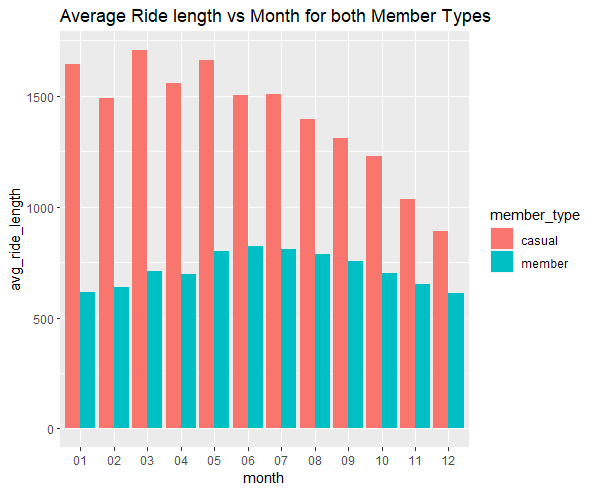 Average Ride length vs Month for both Member Types
avg_ride_length
1500
1000
500
0
01 02 03 04 05 06 07 08 09 10 11 12
month
member_type
casual
member